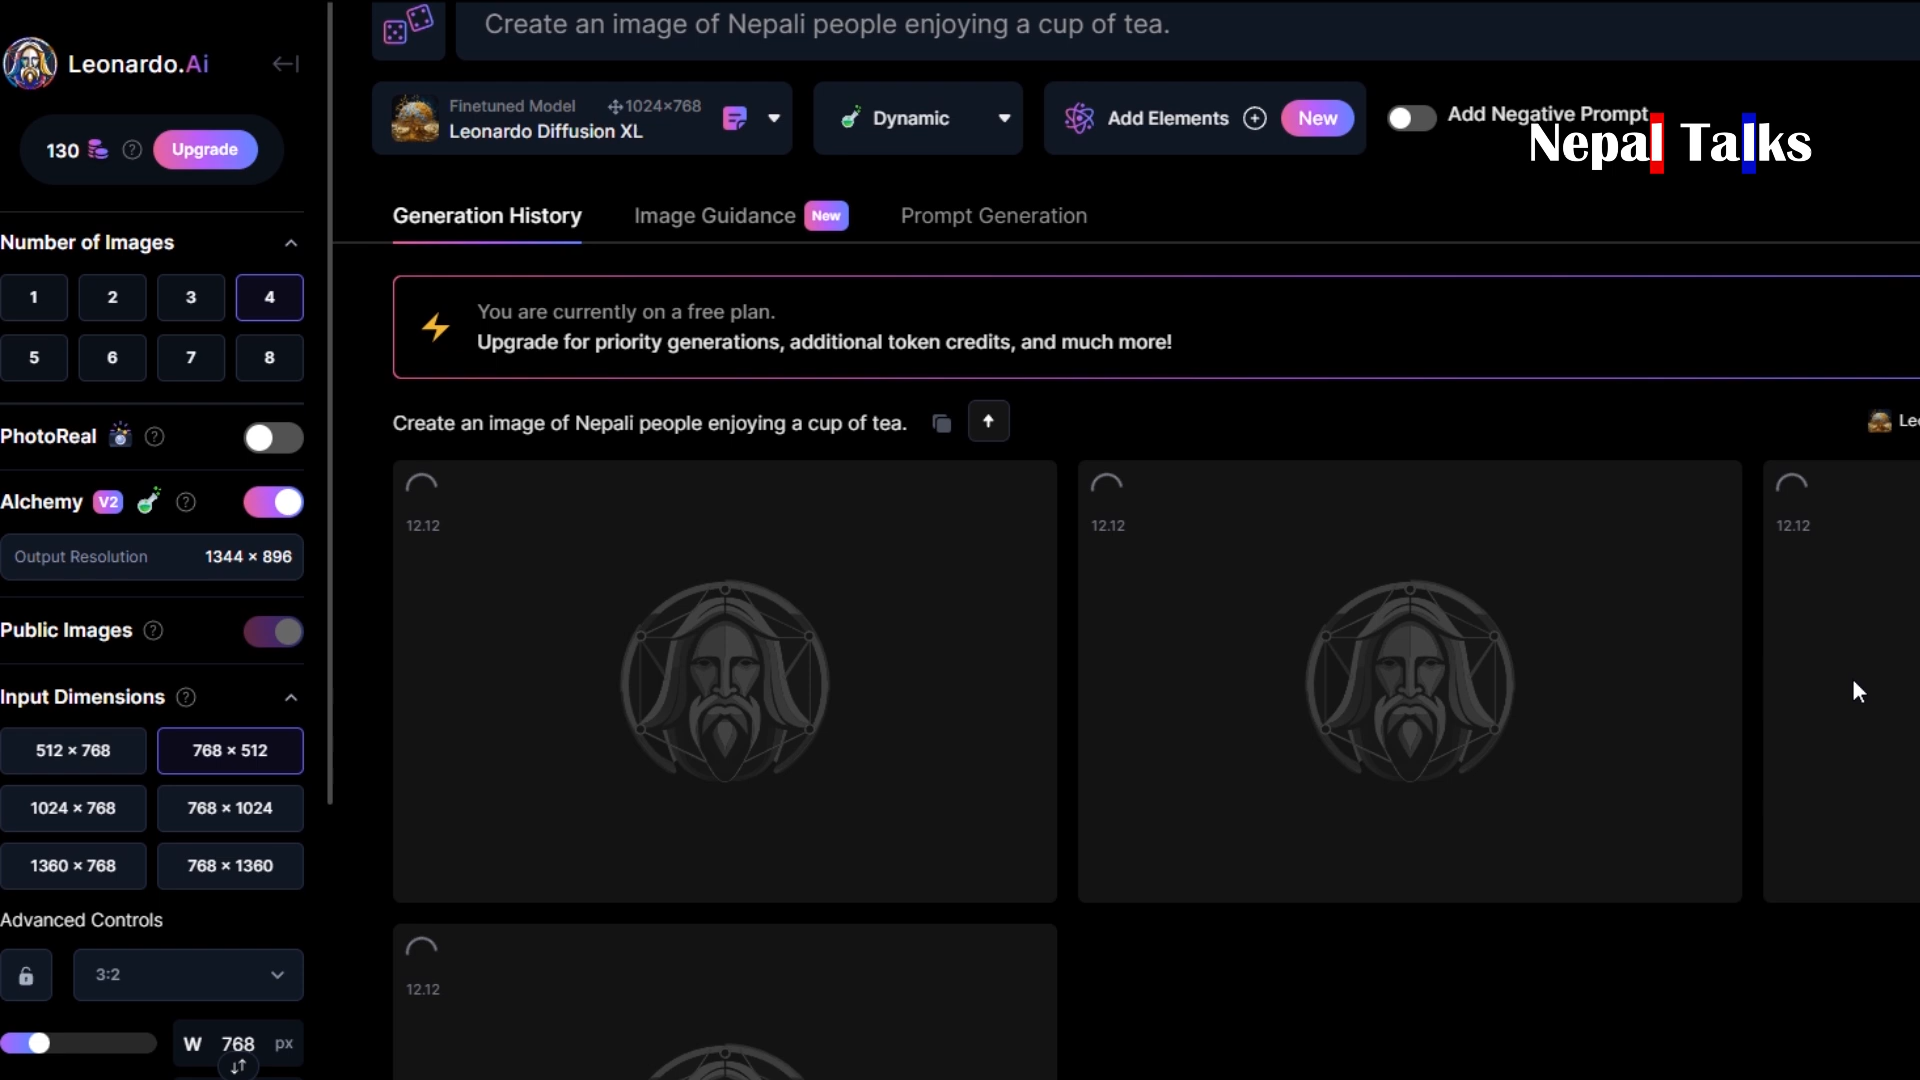 Create an image of Nepali people enjoying a cup of tea.
Leonardo.Ai
130 Upgrade
Finetuned Model 1024×768
Leonardo Diffusion XL
Dynamic
Add Elements New
Add Negative Prompt
Nepal Talks
Generation History Image Guidance New Prompt Generation
Number of Images
1 2 3 4
5 6 7 8
You are currently on a free plan.
Upgrade for priority generations, additional token credits, and much more!
Create an image of Nepali people enjoying a cup of tea.
PhotoReal
Alchemy V2
Output Resolution 1344 × 896
Public Images
Input Dimensions
512 × 768 768 × 512
1024 × 768 768 × 1024
1360 × 768 768 × 1360
Advanced Controls
3:2
W 768 px
12.12 12.12 12.12
12.12